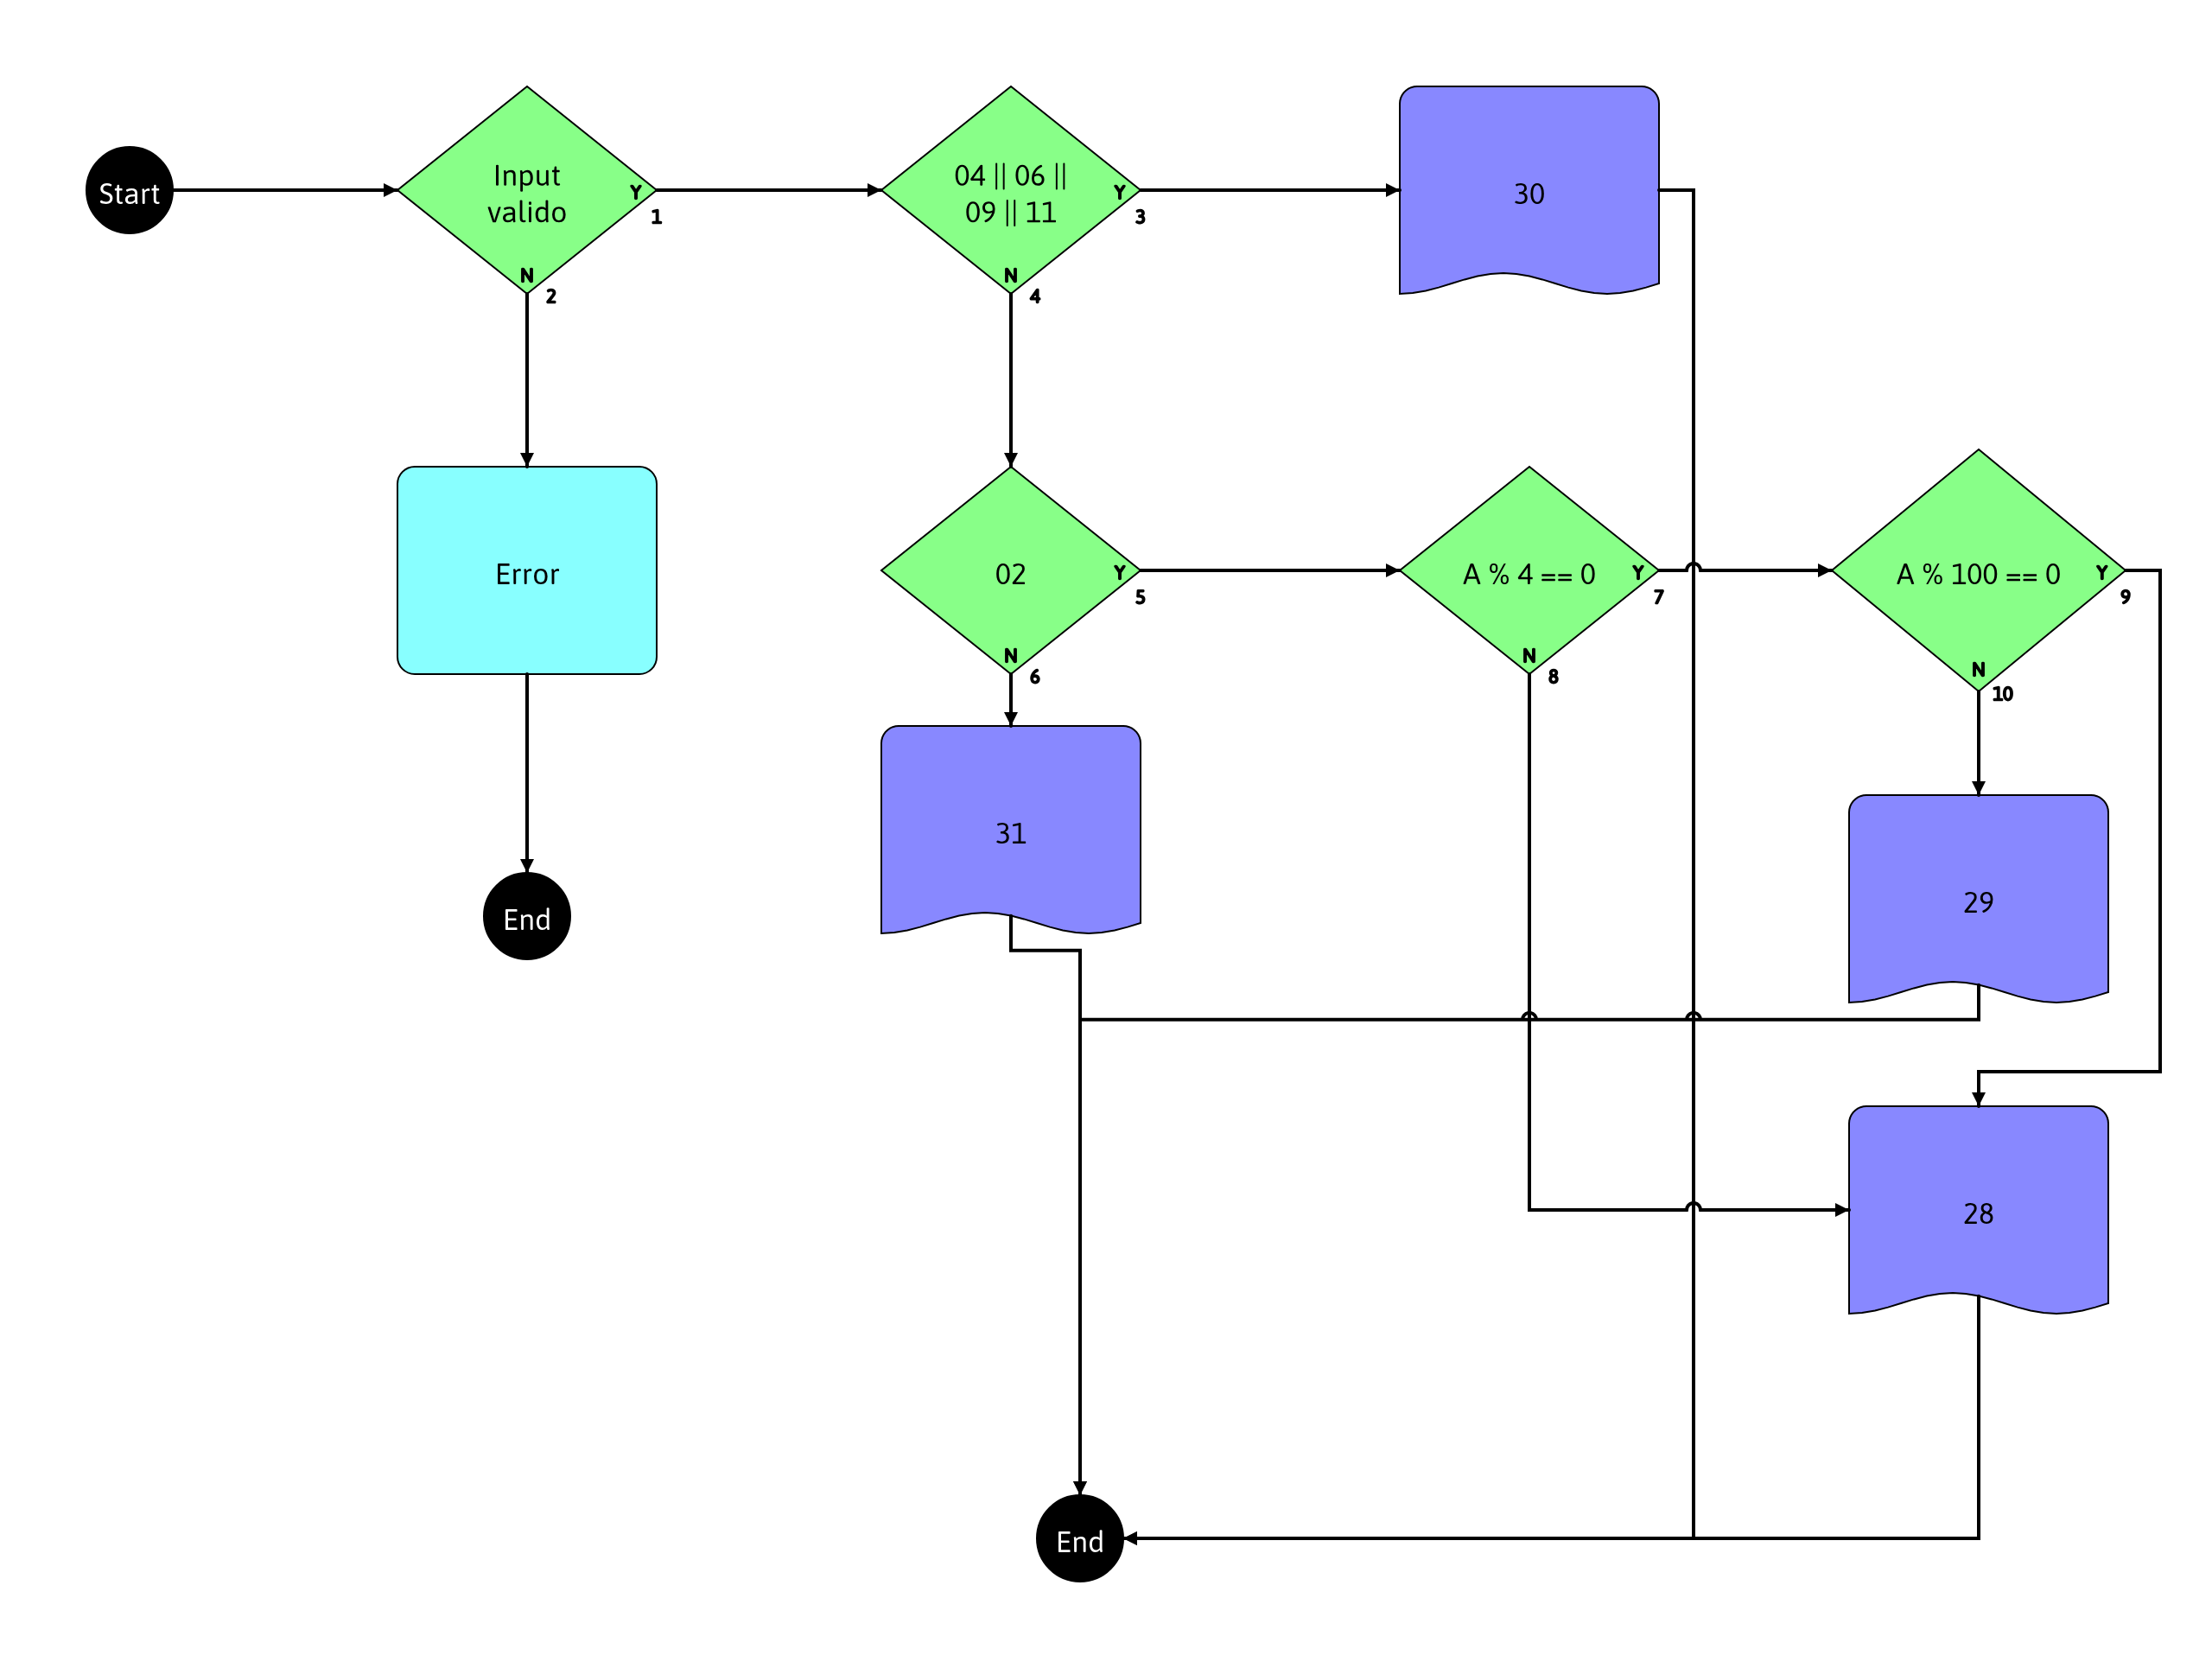 Start
Input
valido
Y
1
N
2
04 || 06 ||
09 || 11
Y
3
N
4
30
Error
02
Y
5
N
6
A % 4 == 0
Y
7
N
8
A % 100 == 0
Y
9
N
10
31
29
End
28
End